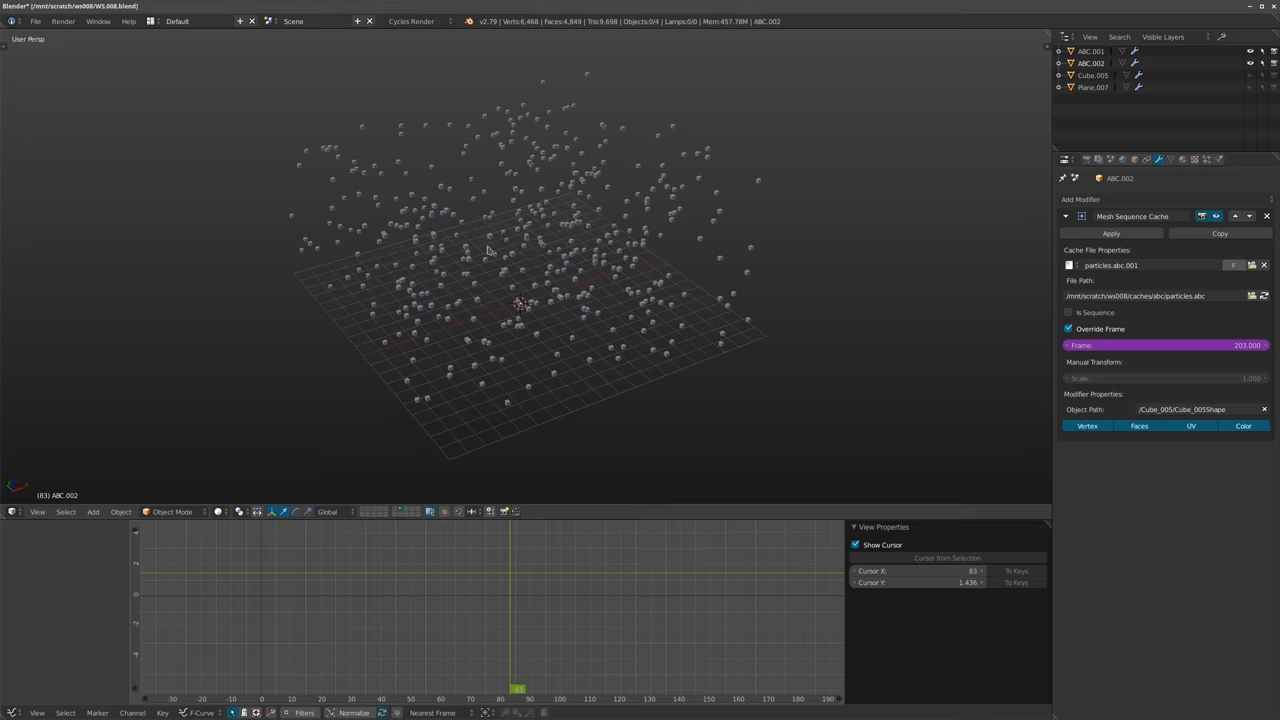 Blender* [/mnt/scratch/ws008/WS.008.blend]
File Render Window Help Default Scene Cycles Render v2.79 | Verts:6,468 | Faces:4,849 | Tris:9,698 | Objects:0/4 | Lamps:0/0 | Mem:457.78M | ABC.002
User Persp
View Search Visible Layers
ABC.001
ABC.002
Cube.005
Plane.007
ABC.002
Add Modifier
Mesh Sequence Cache
Apply Copy
Cache File Properties:
particles.abc.001 F
File Path:
/mnt/scratch/ws008/caches/abc/particles.abc
Is Sequence
Override Frame
Frame: 203.000
Manual Transform:
Scale: 1.000
Modifier Properties:
Object Path: /Cube_005/Cube_005Shape
Vertex Faces UV Color
(83) ABC.002
View Select Add Object Object Mode Global
View Properties
Show Cursor
Cursor from Selection
Cursor X: 83 To Keys
Cursor Y: 1.436 To Keys
4
2
0
-2
-4
83
-30 -20 -10 0 10 20 30 40 50 60 70 80 90 100 110 120 130 140 150 160 170 180 190
View Select Marker Channel Key F-Curve Filters Normalize Nearest Frame